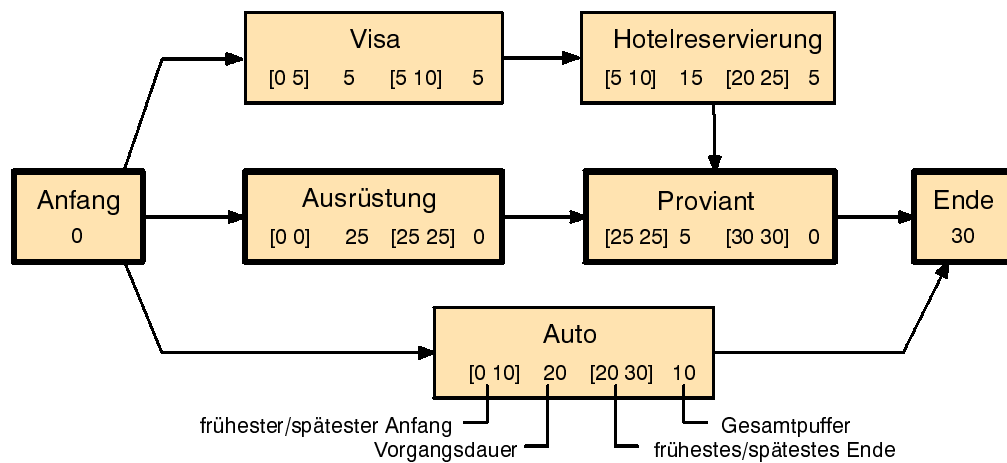 Visa
[0 5] 5 [5 10] 5
Hotelreservierung
[5 10] 15 [20 25] 5
Anfang
0
Ausrüstung
[0 0] 25 [25 25] 0
Proviant
[25 25] 5 [30 30] 0
Ende
30
Auto
[0 10] 20 [20 30] 10
frühester/spätester Anfang
Gesamtpuffer
Vorgangsdauer
frühestes/spätestes Ende